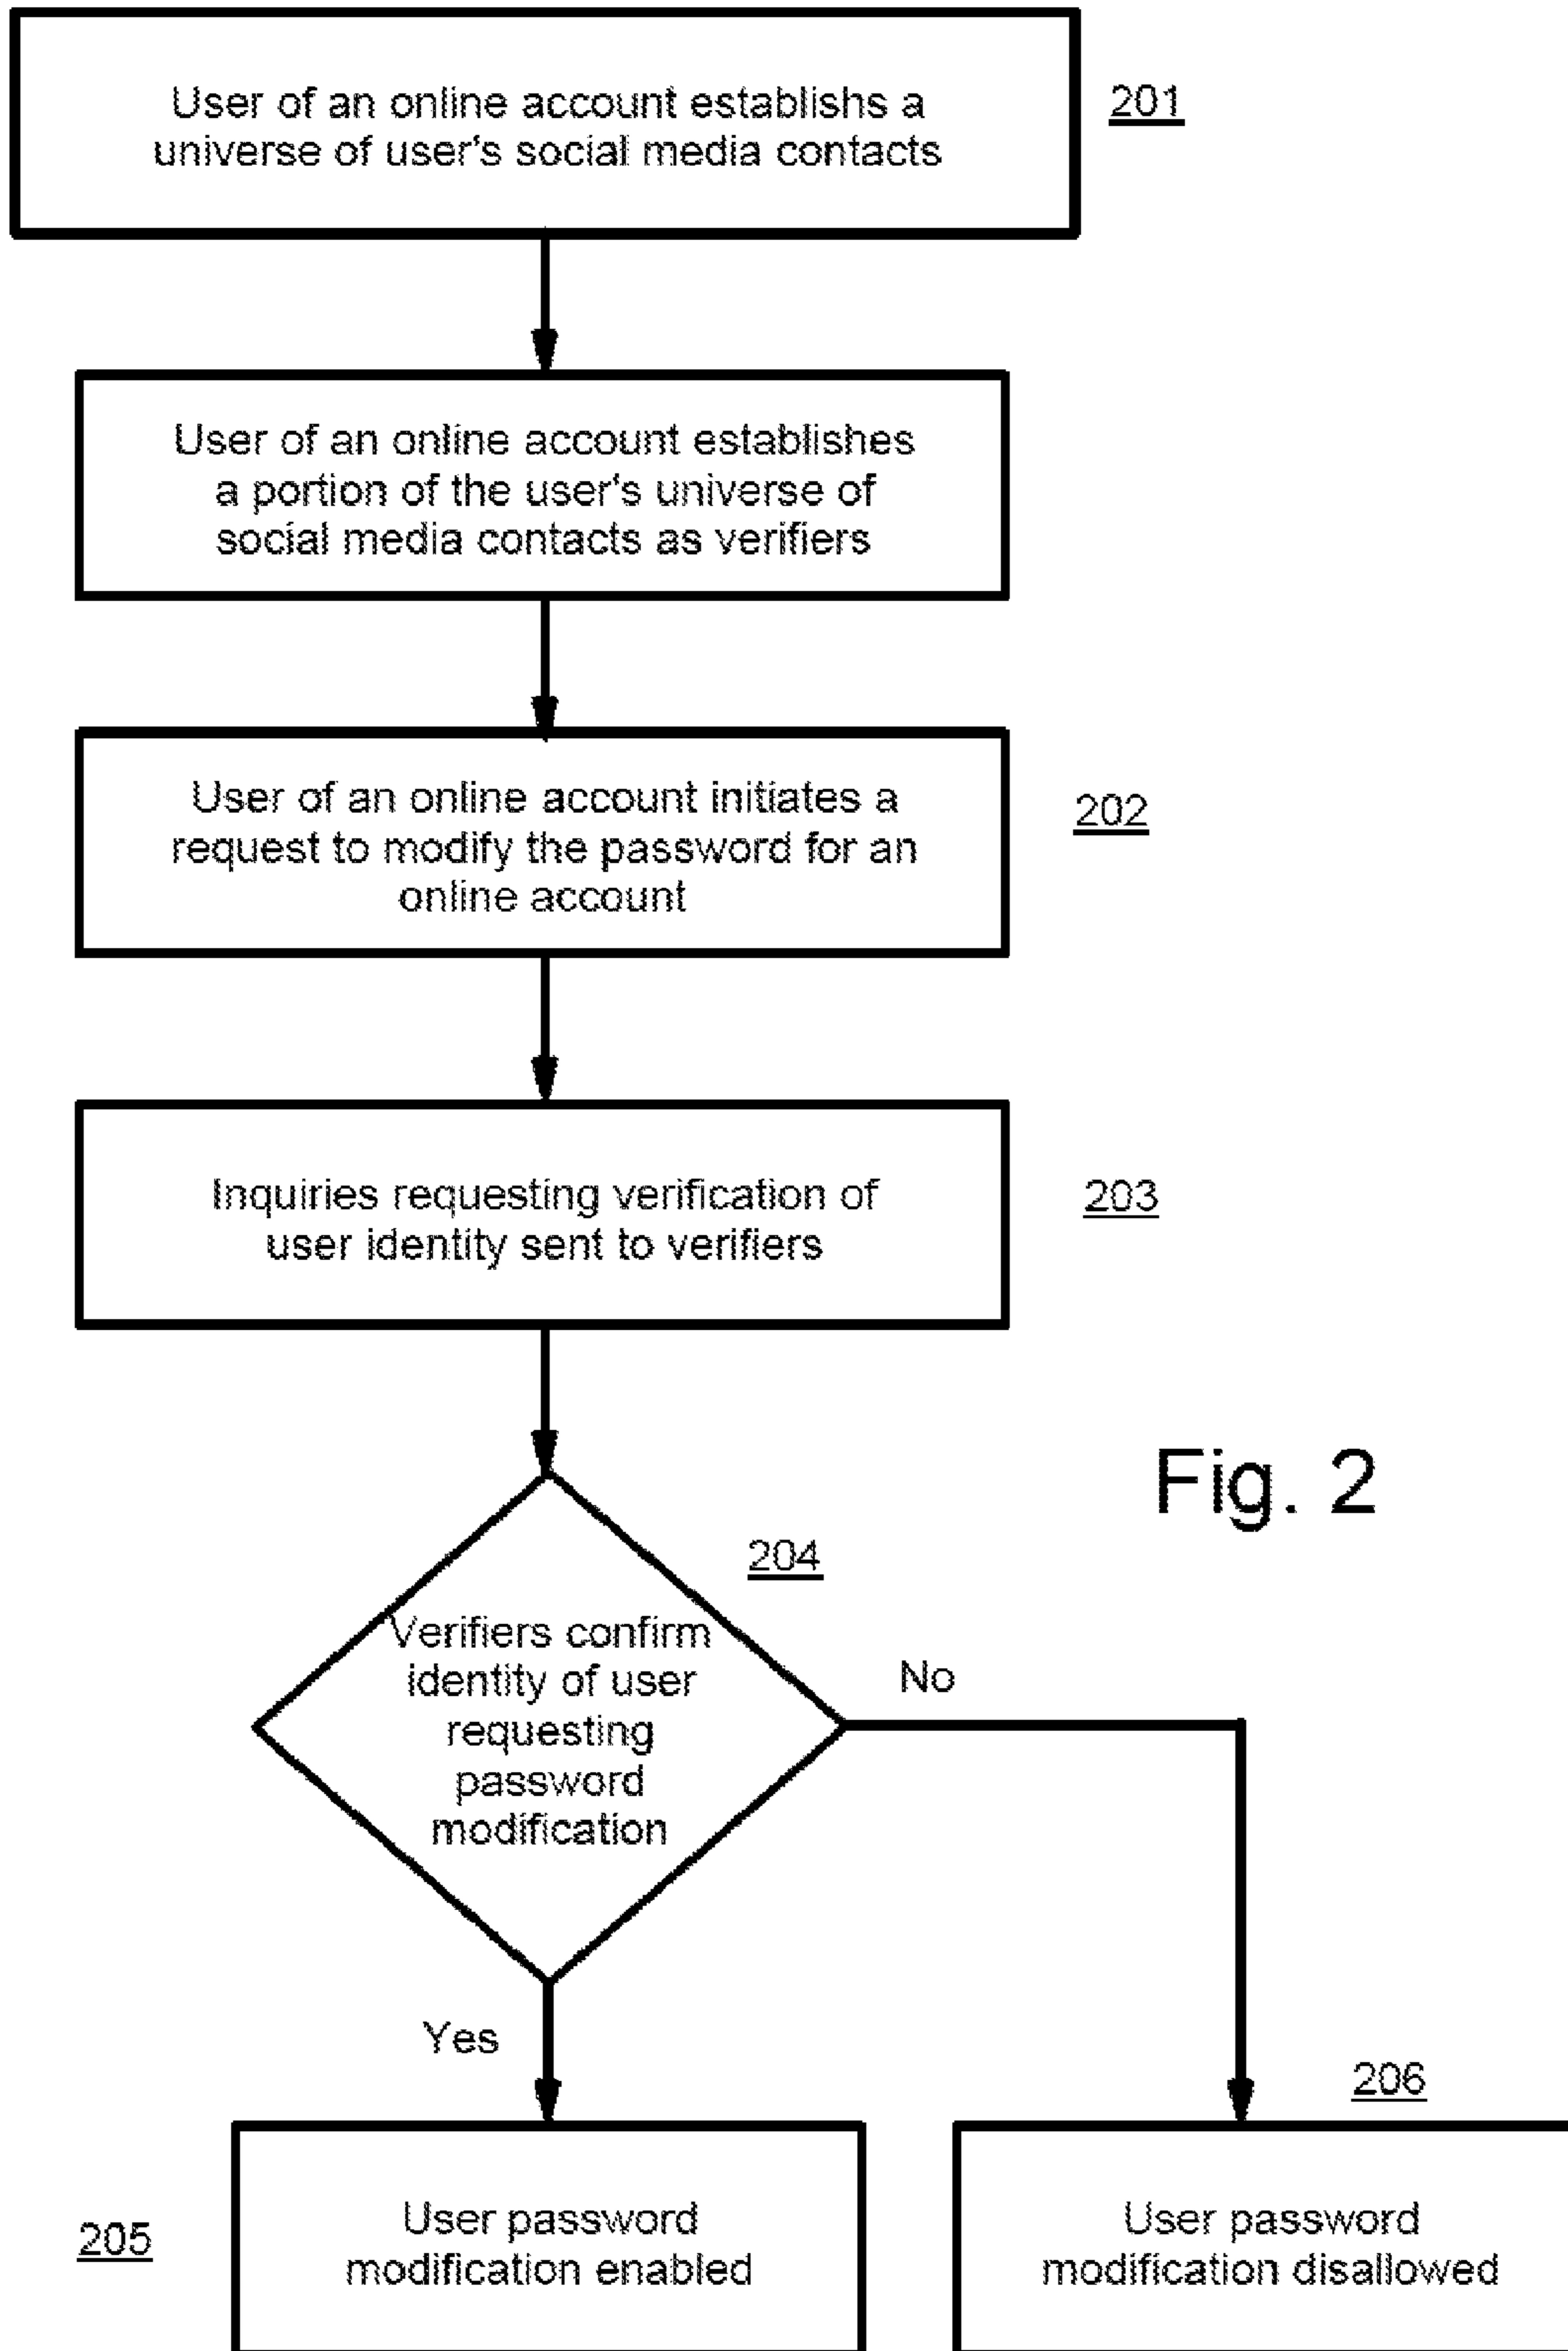 User of an online account establishs a
universe of user's social media contacts
201
User of an online account establishes
a portion of the user's universe of
social media contacts as verifiers
User of an online account initiates a
request to modify the password for an
online account
202
Inquiries requesting verification of
user identity sent to verifiers
203
Fig. 2
204
Verifiers confirm
identity of user
requesting
password
modification
No
Yes
205
User password
modification enabled
206
User password
modification disallowed